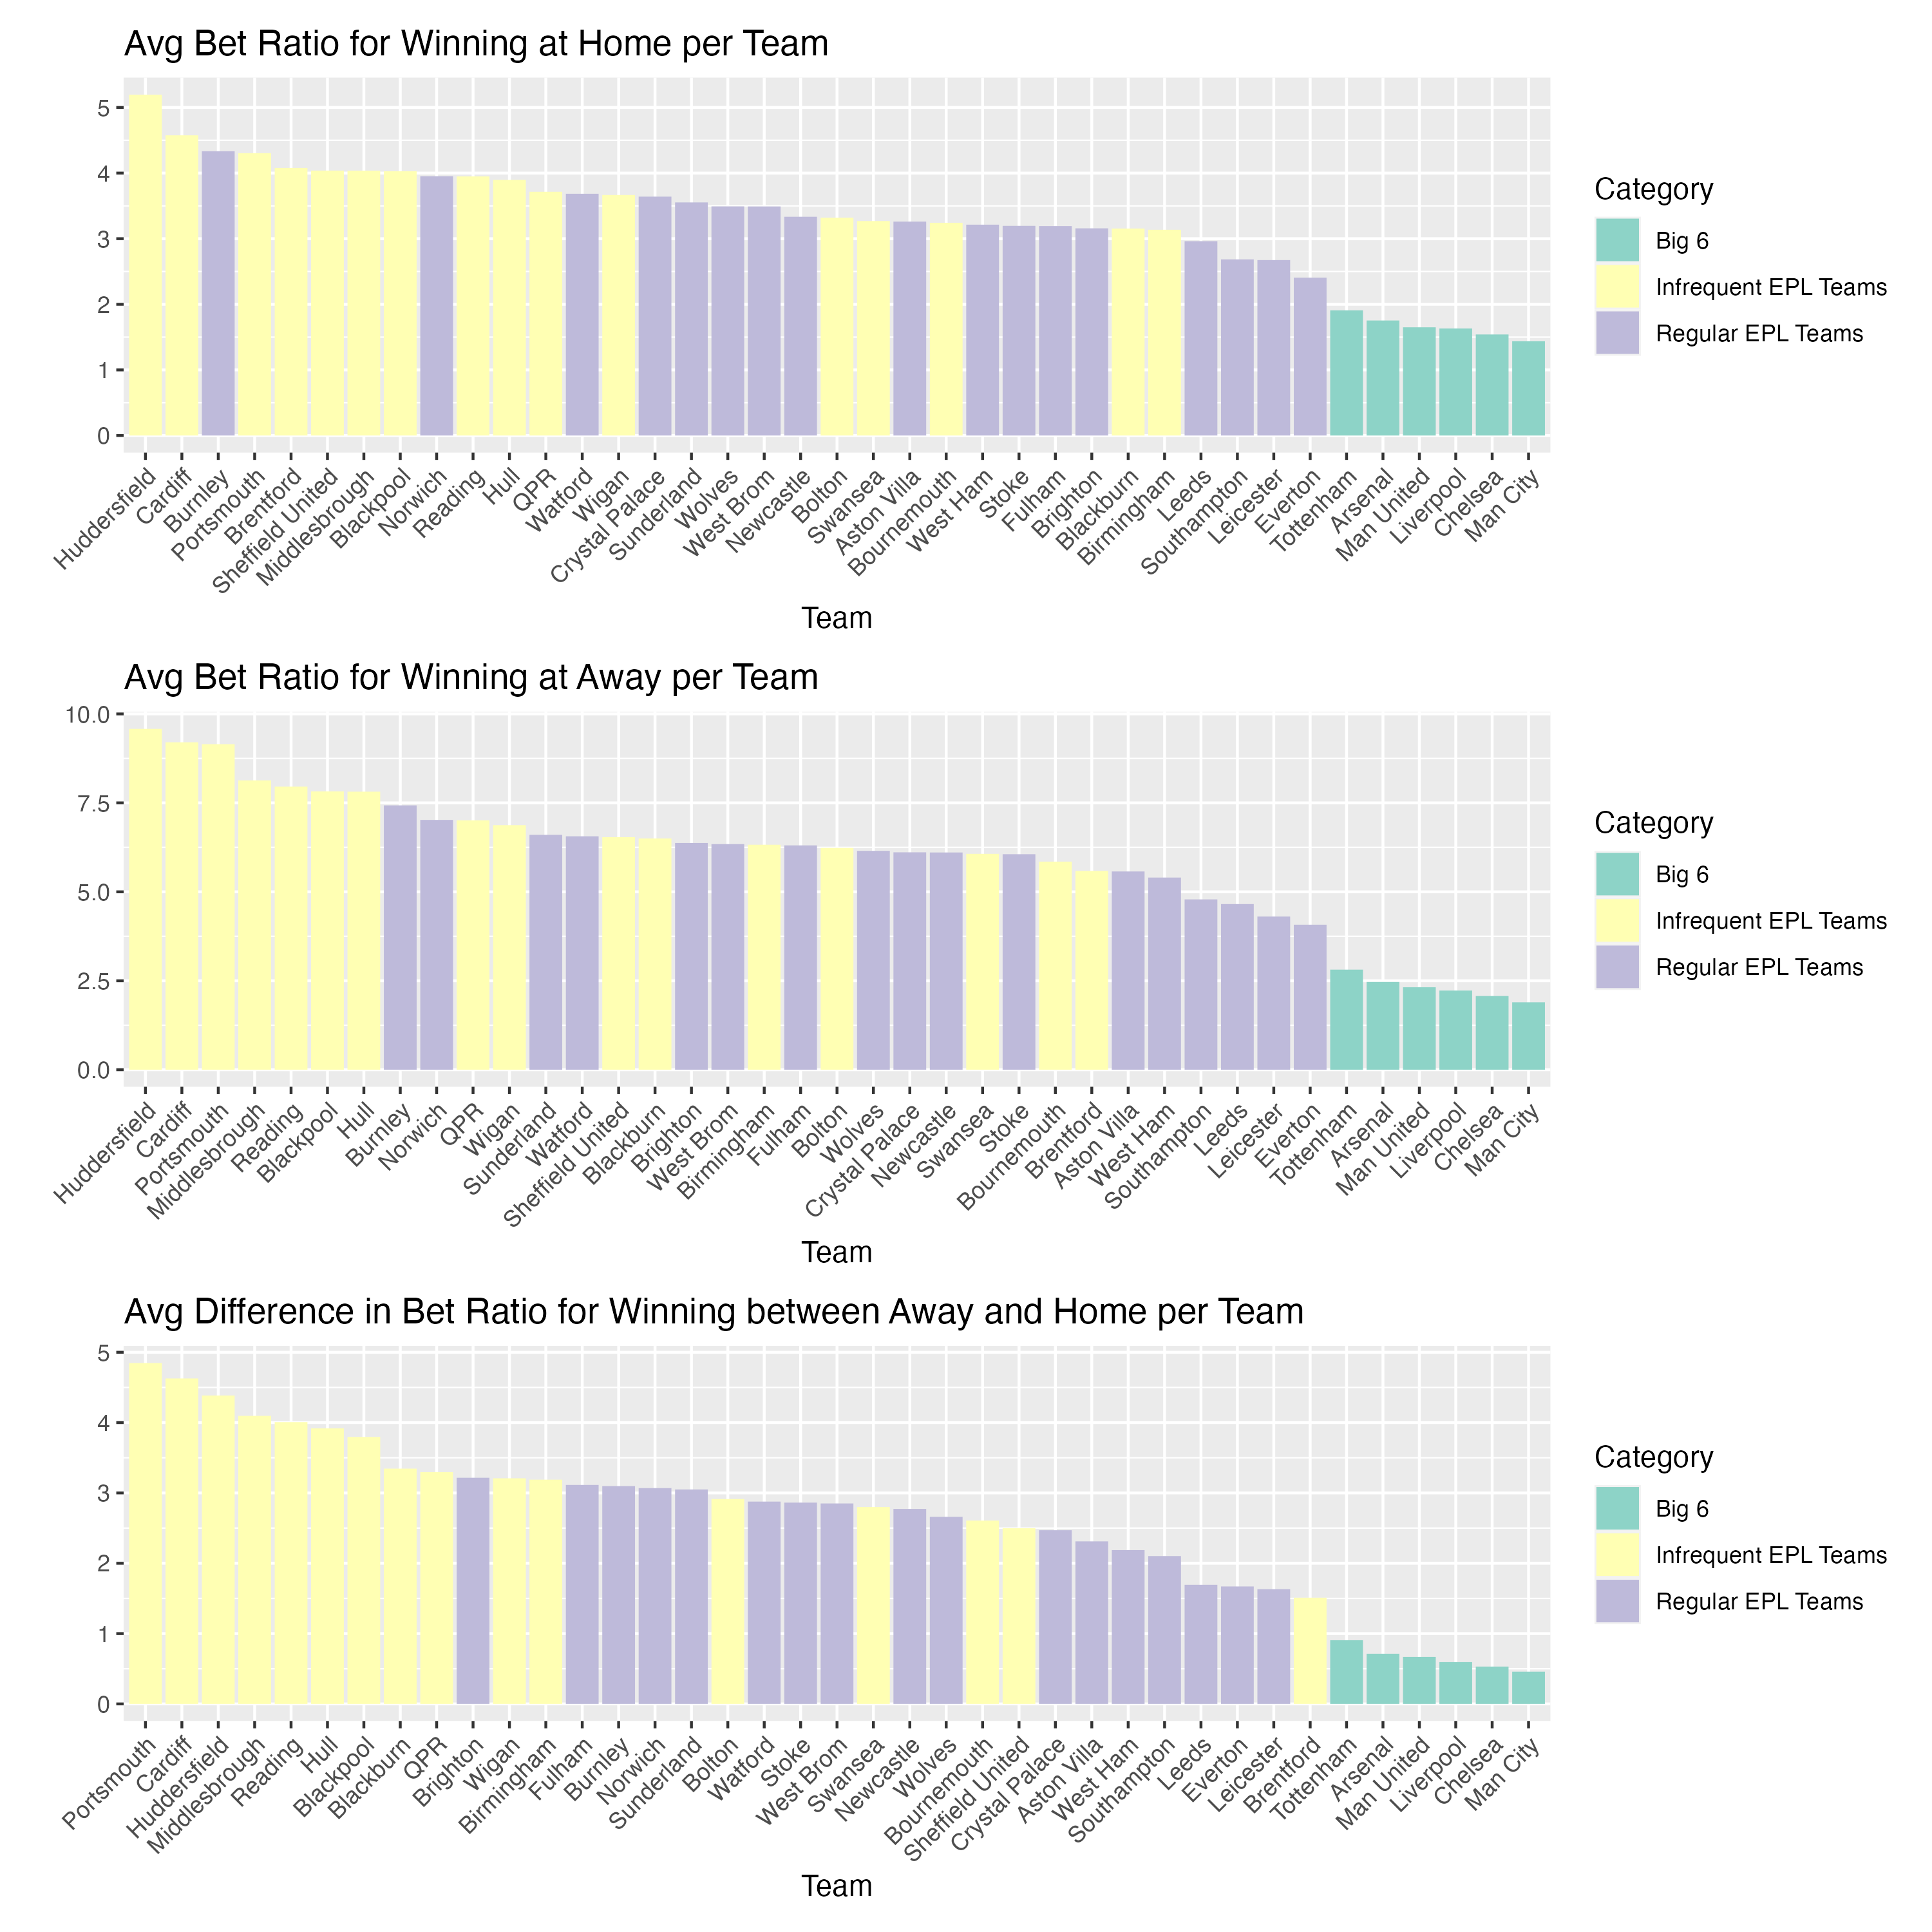 Avg Bet Ratio for Winning at Home per Team
5
4
3
2
1
0
Huddersfield
Cardiff
Burnley
Portsmouth
Brentford
Sheffield United
Middlesbrough
Blackpool
Norwich
Reading
Hull
QPR
Watford
Wigan
Crystal Palace
Sunderland
Wolves
West Brom
Newcastle
Bolton
Swansea
Aston Villa
Bournemouth
West Ham
Stoke
Fulham
Brighton
Blackburn
Birmingham
Leeds
Southampton
Leicester
Everton
Tottenham
Arsenal
Man United
Liverpool
Chelsea
Man City
Team
Category
Big 6
Infrequent EPL Teams
Regular EPL Teams
Avg Bet Ratio for Winning at Away per Team
10.0
7.5
5.0
2.5
0.0
Huddersfield
Cardiff
Portsmouth
Middlesbrough
Reading
Blackpool
Hull
Burnley
Norwich
QPR
Wigan
Sunderland
Watford
Sheffield United
Blackburn
Brighton
West Brom
Birmingham
Fulham
Bolton
Wolves
Crystal Palace
Newcastle
Swansea
Stoke
Bournemouth
Brentford
Aston Villa
West Ham
Southampton
Leeds
Leicester
Everton
Tottenham
Arsenal
Man United
Liverpool
Chelsea
Man City
Team
Category
Big 6
Infrequent EPL Teams
Regular EPL Teams
Avg Difference in Bet Ratio for Winning between Away and Home per Team
5
4
3
2
1
0
Portsmouth
Cardiff
Huddersfield
Middlesbrough
Reading
Hull
Blackpool
Blackburn
QPR
Brighton
Wigan
Birmingham
Fulham
Burnley
Norwich
Sunderland
Bolton
Watford
Stoke
West Brom
Swansea
Newcastle
Wolves
Bournemouth
Sheffield United
Crystal Palace
Aston Villa
West Ham
Southampton
Leeds
Everton
Leicester
Brentford
Tottenham
Arsenal
Man United
Liverpool
Chelsea
Man City
Team
Category
Big 6
Infrequent EPL Teams
Regular EPL Teams